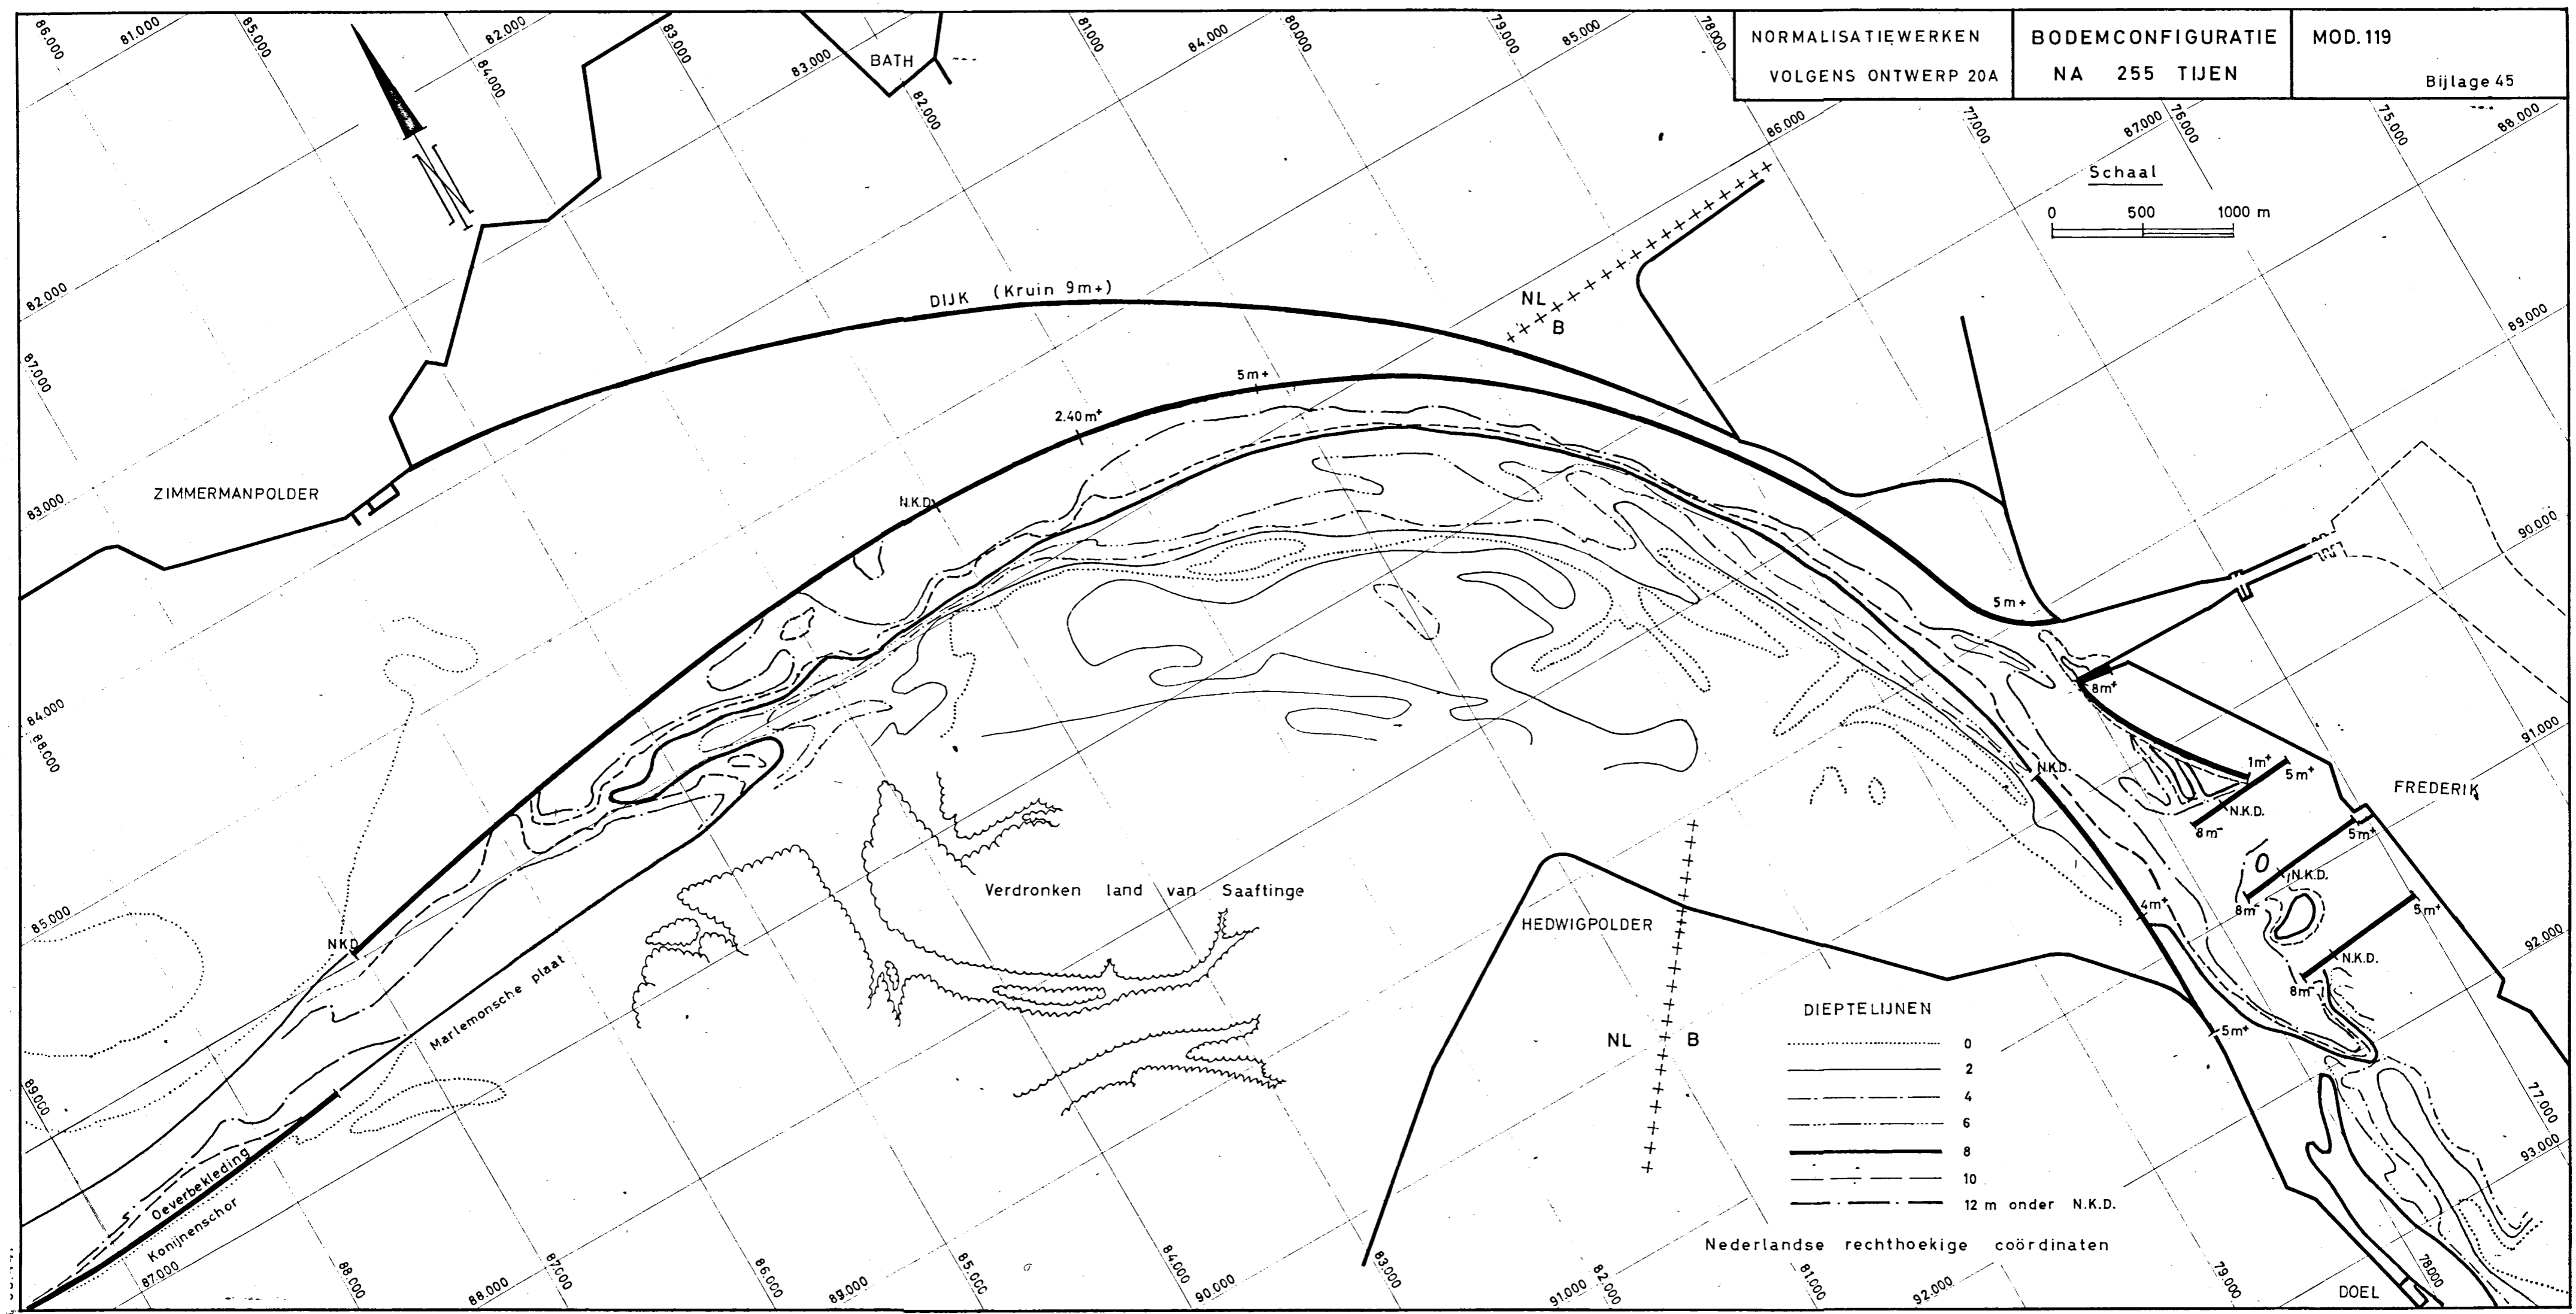 NORMALISATIEWERKEN
VOLGENS ONTWERP 20A
BODEMCONFIGURATIE
NA 255 TIJEN
MOD. 119
Bijlage 45
86.000
81.000
85.000
82.000
84.000
83.000
83.000
BATH
82.000
81.000
84.000
80.000
79.000
85.000
78.000
86.000
77.000
87.000
76.000
75.000
88.000
N
Schaal
0 500 1000 m
82.000
DIJK (Kruin 9m+)
NL
B
89.000
87.000
5m+
2.40m+
ZIMMERMANPOLDER
83.000
N.K.D.
90.000
5m+
84.000
88.000
8m+
91.000
N.K.D.
1m+
5m+
FREDERIK
N.K.D.
8m-
5m+
Verdronken land van Saaftinge
N.K.D.
85.000
4m+
8m-
5m+
NKD
HEDWIGPOLDER
92.000
N.K.D.
8m-
Marlemonsche plaat
5m+
NL
B
DIEPTELIJNEN
0
2
4
6
8
10
12 m onder N.K.D.
89.000
77.000
93.000
Oeverbekleding
Konijnenschor
Nederlandse rechthoekige coördinaten
87.000
88.000
88.000
87.000
86.000
89.000
85.000
84.000
90.000
83.000
91.000
82.000
81.000
92.000
79.000
DOEL
78.000